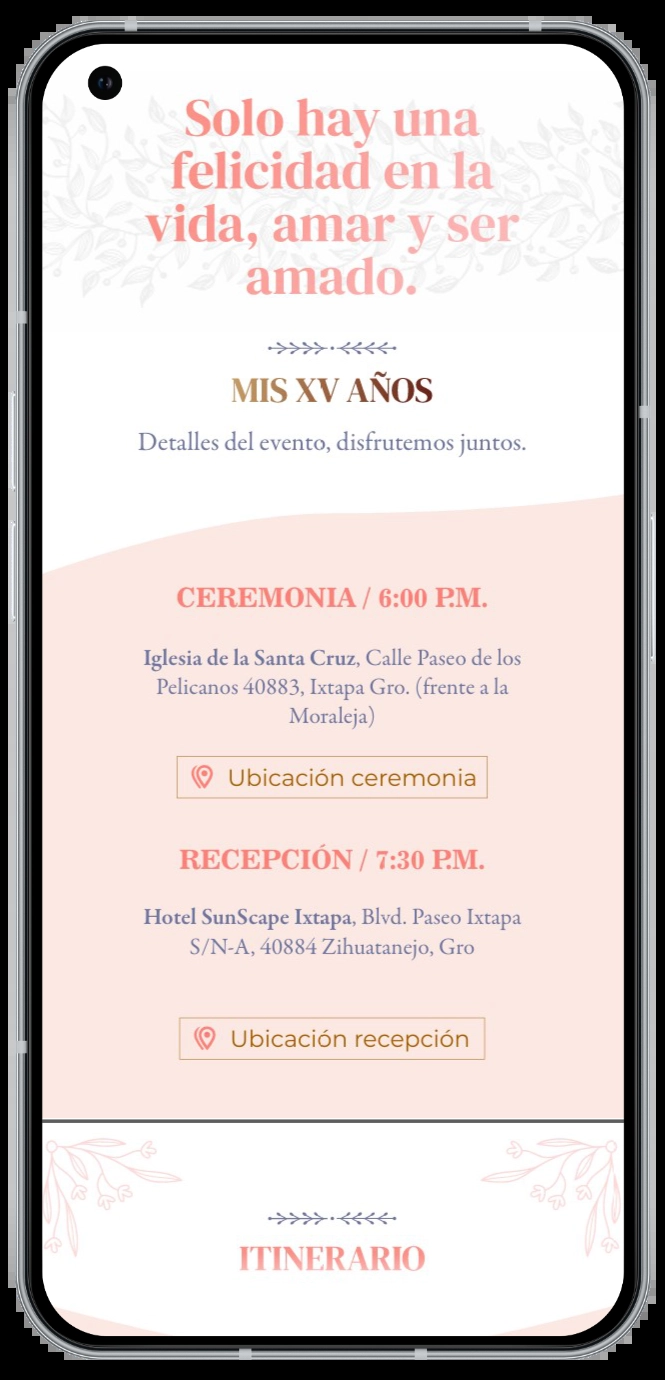 Solo hay una
felicidad en la
vida, amar y ser
amado.
MIS XV AÑOS
Detalles del evento, disfrutemos juntos.
CEREMONIA / 6:00 P.M.
Iglesia de la Santa Cruz, Calle Paseo de los
Pelicanos 40883, Ixtapa Gro. (frente a la
Moraleja)
Ubicación ceremonia
RECEPCIÓN / 7:30 P.M.
Hotel SunScape Ixtapa, Blvd. Paseo Ixtapa
S/N-A, 40884 Zihuatanejo, Gro
Ubicación recepción
ITINERARIO